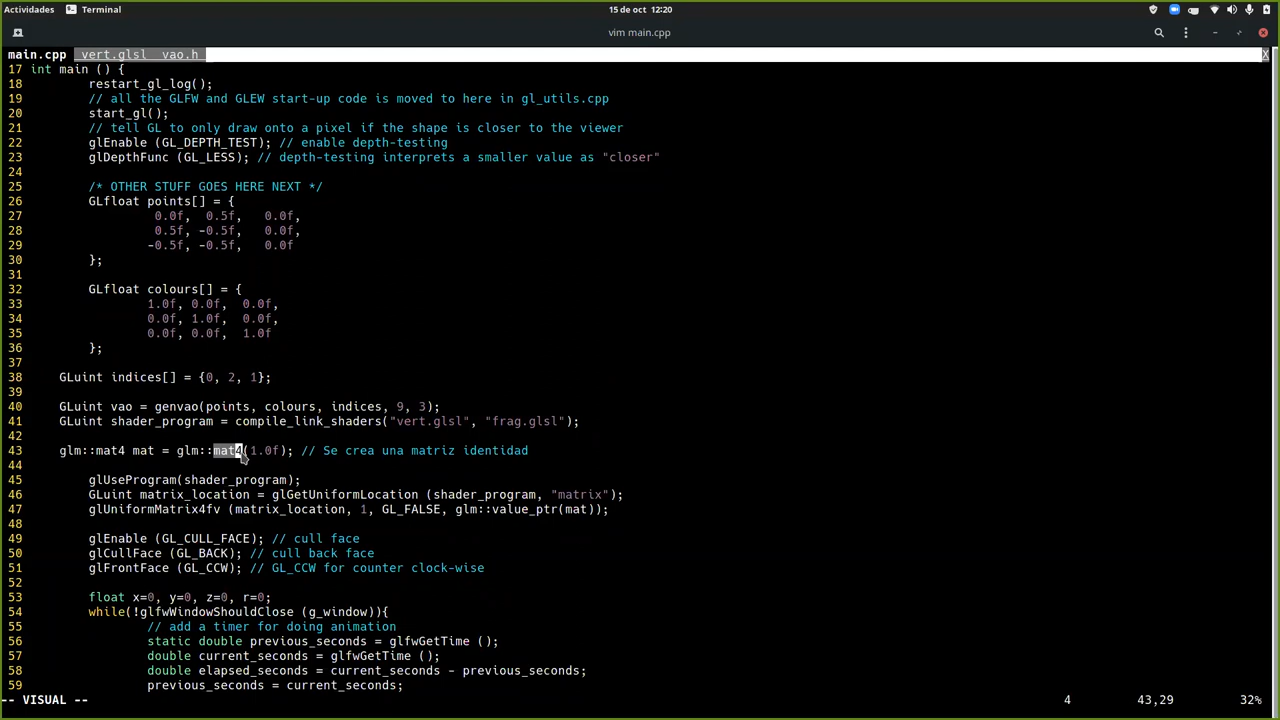 Actividades Terminal 15 de oct 12:20
vim main.cpp
main.cpp vert.glsl vao.h X
17 int main () {
18 restart_gl_log();
19 // all the GLFW and GLEW start-up code is moved to here in gl_utils.cpp
20 start_gl();
21 // tell GL to only draw onto a pixel if the shape is closer to the viewer
22 glEnable (GL_DEPTH_TEST); // enable depth-testing
23 glDepthFunc (GL_LESS); // depth-testing interprets a smaller value as "closer"
24
25 /* OTHER STUFF GOES HERE NEXT */
26 GLfloat points[] = {
27 0.0f, 0.5f, 0.0f,
28 0.5f, -0.5f, 0.0f,
29 -0.5f, -0.5f, 0.0f
30 };
31
32 GLfloat colours[] = {
33 1.0f, 0.0f, 0.0f,
34 0.0f, 1.0f, 0.0f,
35 0.0f, 0.0f, 1.0f
36 };
37
38 GLuint indices[] = {0, 2, 1};
39
40 GLuint vao = genvao(points, colours, indices, 9, 3);
41 GLuint shader_program = compile_link_shaders("vert.glsl", "frag.glsl");
42
43 glm::mat4 mat = glm::mat4(1.0f); // Se crea una matriz identidad
44
45 glUseProgram(shader_program);
46 GLuint matrix_location = glGetUniformLocation (shader_program, "matrix");
47 glUniformMatrix4fv (matrix_location, 1, GL_FALSE, glm::value_ptr(mat));
48
49 glEnable (GL_CULL_FACE); // cull face
50 glCullFace (GL_BACK); // cull back face
51 glFrontFace (GL_CCW); // GL_CCW for counter clock-wise
52
53 float x=0, y=0, z=0, r=0;
54 while(!glfwWindowShouldClose (g_window)){
55 // add a timer for doing animation
56 static double previous_seconds = glfwGetTime ();
57 double current_seconds = glfwGetTime ();
58 double elapsed_seconds = current_seconds - previous_seconds;
59 previous_seconds = current_seconds;
-- VISUAL -- 4 43,29 32%